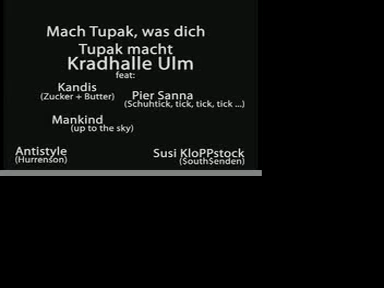 Mach Tupak, was dich
Tupak macht
Kradhalle Ulm
feat:
Kandis
(Zucker + Butter)
Pier Sanna
(Schuhtick, tick, tick, tick ...)
Mankind
(up to the sky)
Antistyle
(Hurrenson)
Susi KloPPstock
($outh$enden)